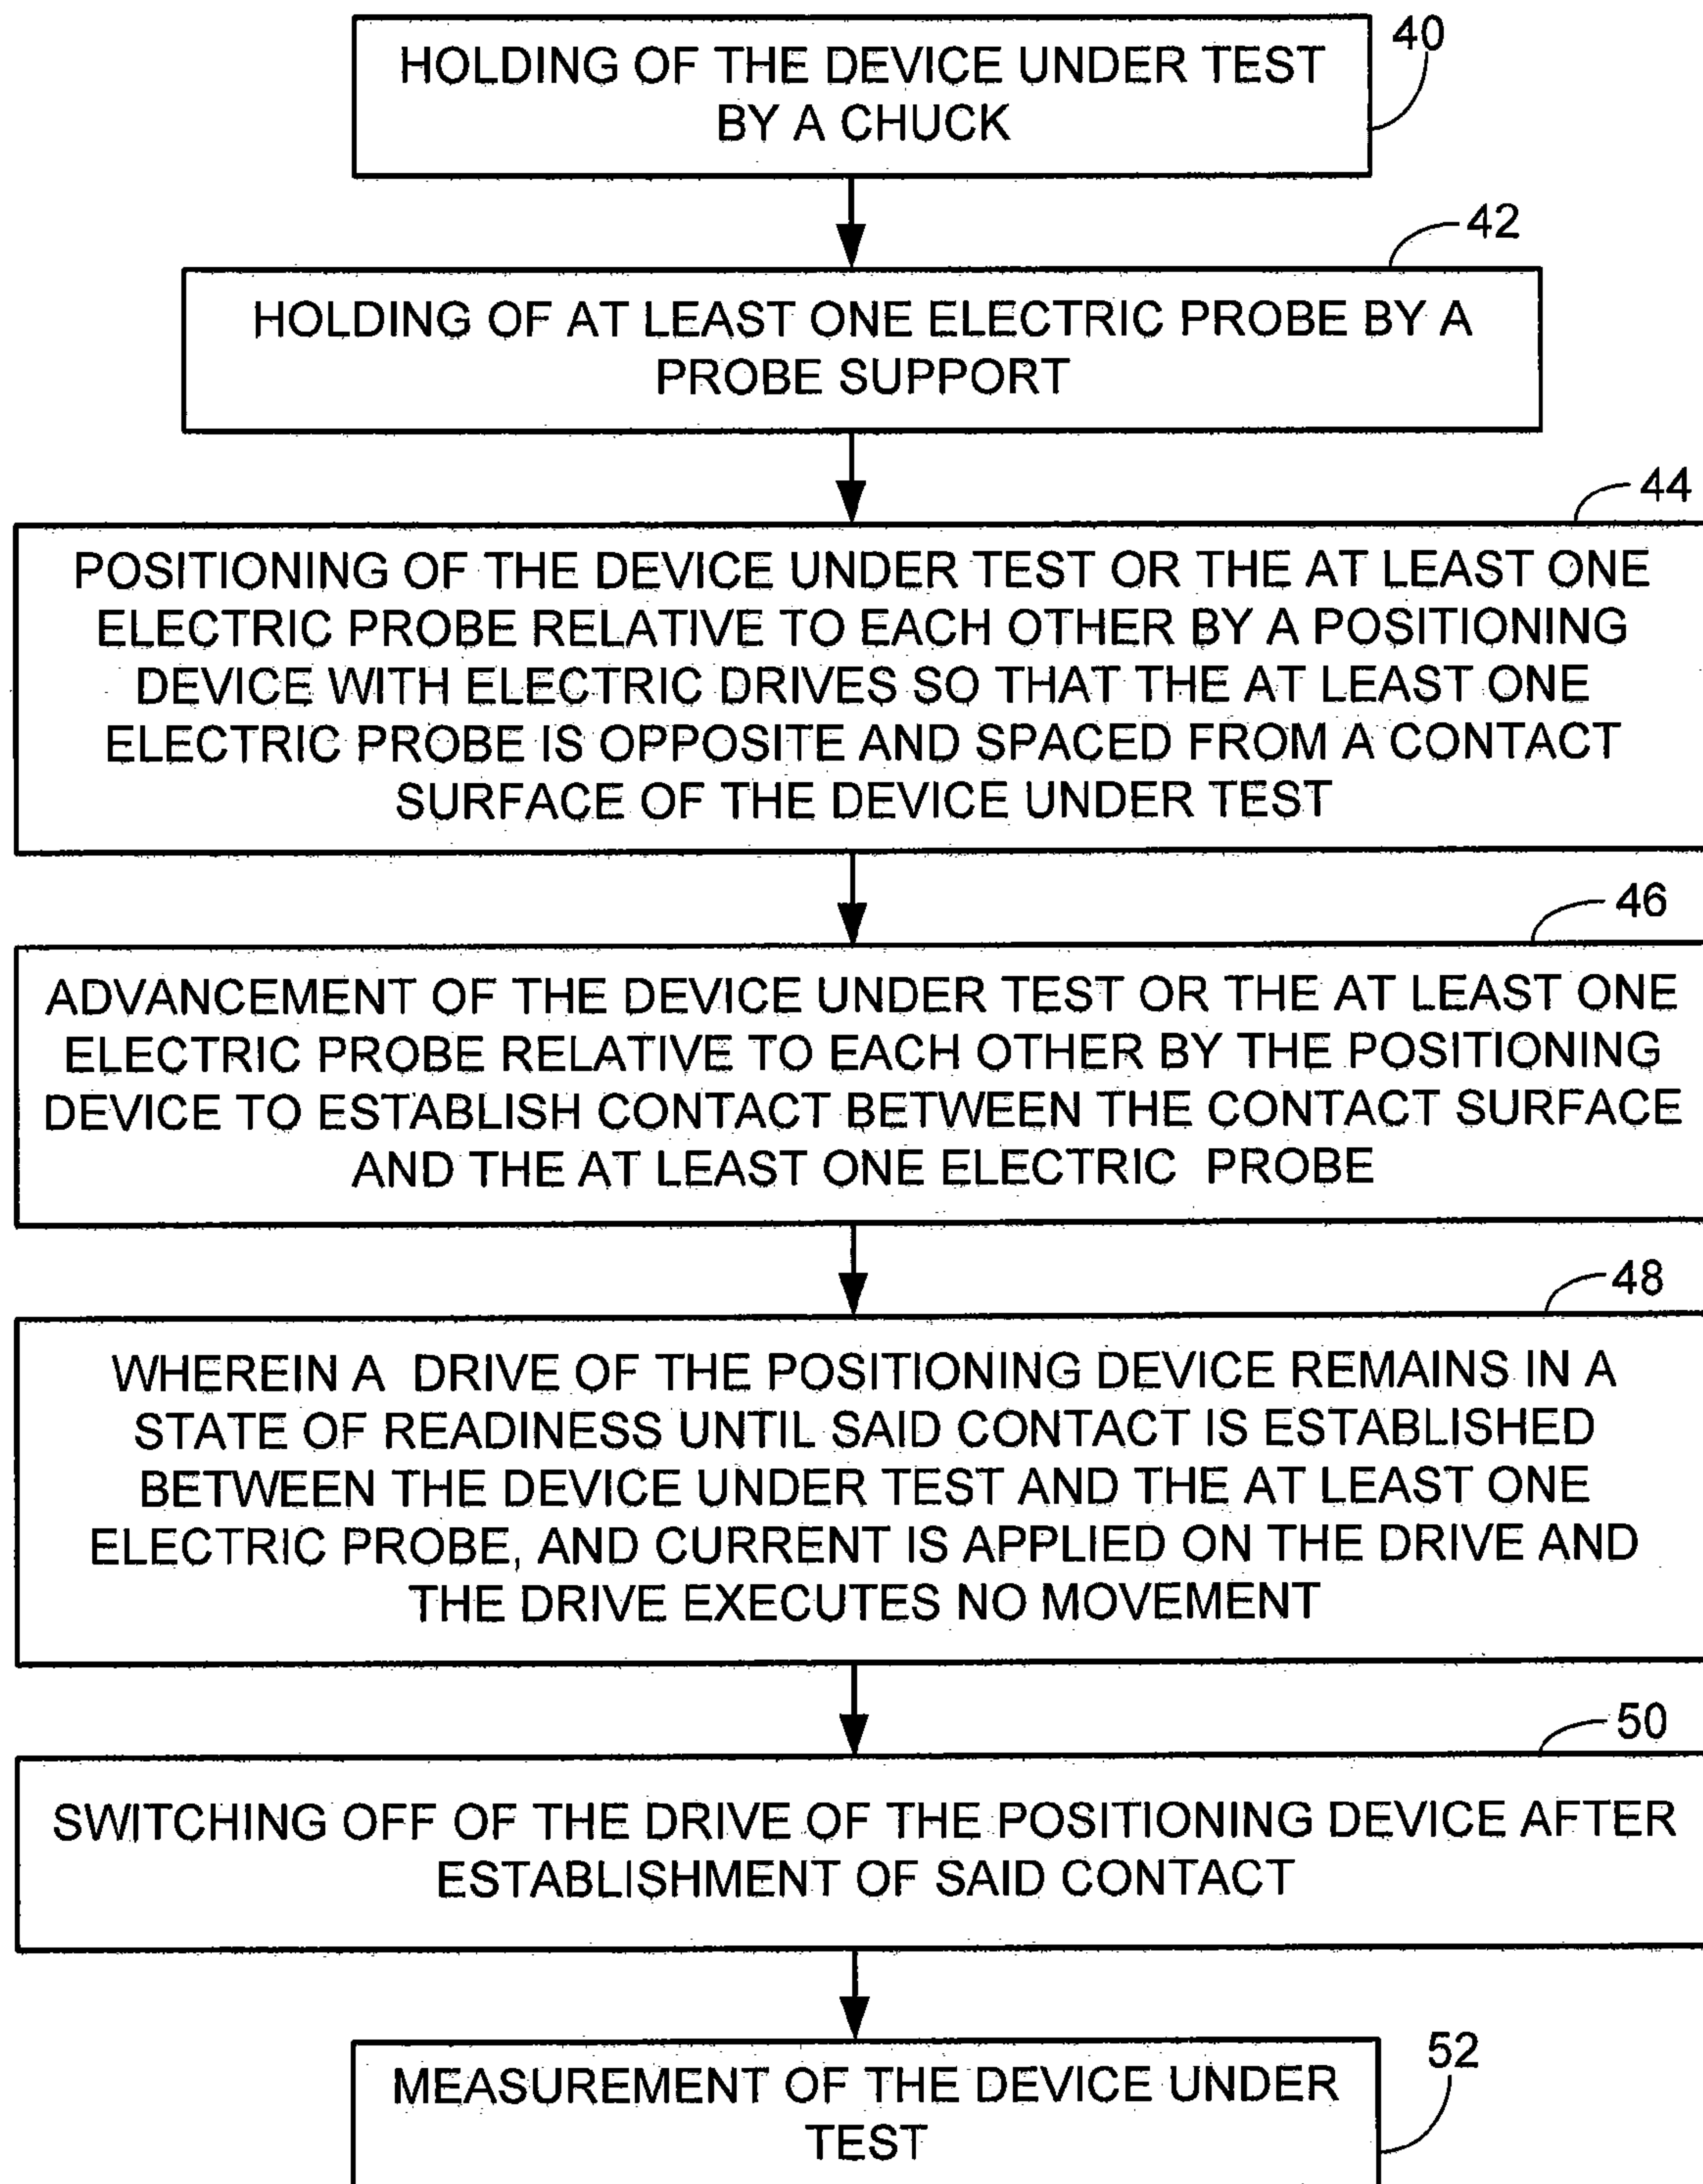 HOLDING OF THE DEVICE UNDER TEST
BY A CHUCK
40
42
HOLDING OF AT LEAST ONE ELECTRIC PROBE BY A
PROBE SUPPORT
44
POSITIONING OF THE DEVICE UNDER TEST OR THE AT LEAST ONE
ELECTRIC PROBE RELATIVE TO EACH OTHER BY A POSITIONING
DEVICE WITH ELECTRIC DRIVES SO THAT THE AT LEAST ONE
ELECTRIC PROBE IS OPPOSITE AND SPACED FROM A CONTACT
SURFACE OF THE DEVICE UNDER TEST
46
ADVANCEMENT OF THE DEVICE UNDER TEST OR THE AT LEAST ONE
ELECTRIC PROBE RELATIVE TO EACH OTHER BY THE POSITIONING
DEVICE TO ESTABLISH CONTACT BETWEEN THE CONTACT SURFACE
AND THE AT LEAST ONE ELECTRIC PROBE
48
WHEREIN A DRIVE OF THE POSITIONING DEVICE REMAINS IN A
STATE OF READINESS UNTIL SAID CONTACT IS ESTABLISHED
BETWEEN THE DEVICE UNDER TEST AND THE AT LEAST ONE
ELECTRIC PROBE, AND CURRENT IS APPLIED ON THE DRIVE AND
THE DRIVE EXECUTES NO MOVEMENT
50
SWITCHING OFF OF THE DRIVE OF THE POSITIONING DEVICE AFTER
ESTABLISHMENT OF SAID CONTACT
52
MEASUREMENT OF THE DEVICE UNDER
TEST